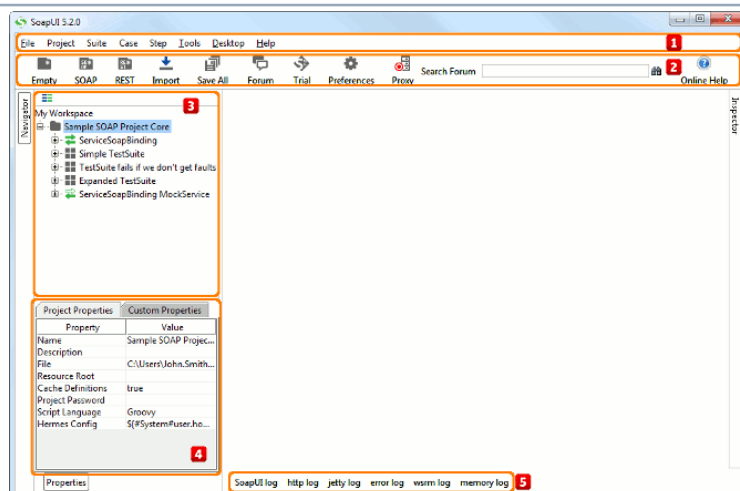 SoapUI 5.2.0
File Project Suite Case Step Tools Desktop Help
1
Empty SOAP REST Import Save All Forum Trial Preferences Proxy Search Forum Online Help
2
Navigator
3
My Workspace
Sample SOAP Project Core
ServiceSoapBinding
Simple TestSuite
TestSuite fails if we don't get faults
Expanded TestSuite
ServiceSoapBinding MockService
Inspector
Project Properties Custom Properties
Property Value
Name Sample SOAP Projec...
Description
File C:\Users\John.Smith...
Resource Root
Cache Definitions true
Project Password
Script Language Groovy
Hermes Config ${#System#user.ho...
4
Properties
SoapUI log http log jetty log error log wsrm log memory log
5